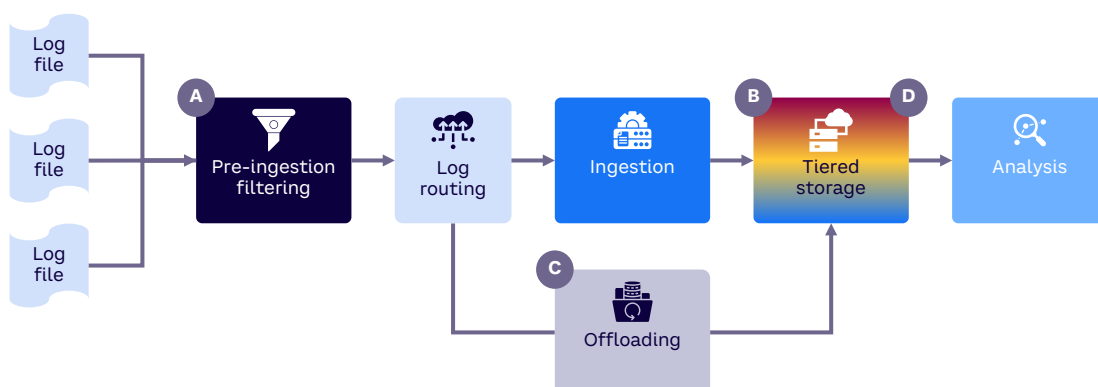 Log
file
Log
file
Log
file
A
Pre-ingestion
filtering
Log
routing
Ingestion
B
D
Tiered
storage
Analysis
C
Offloading